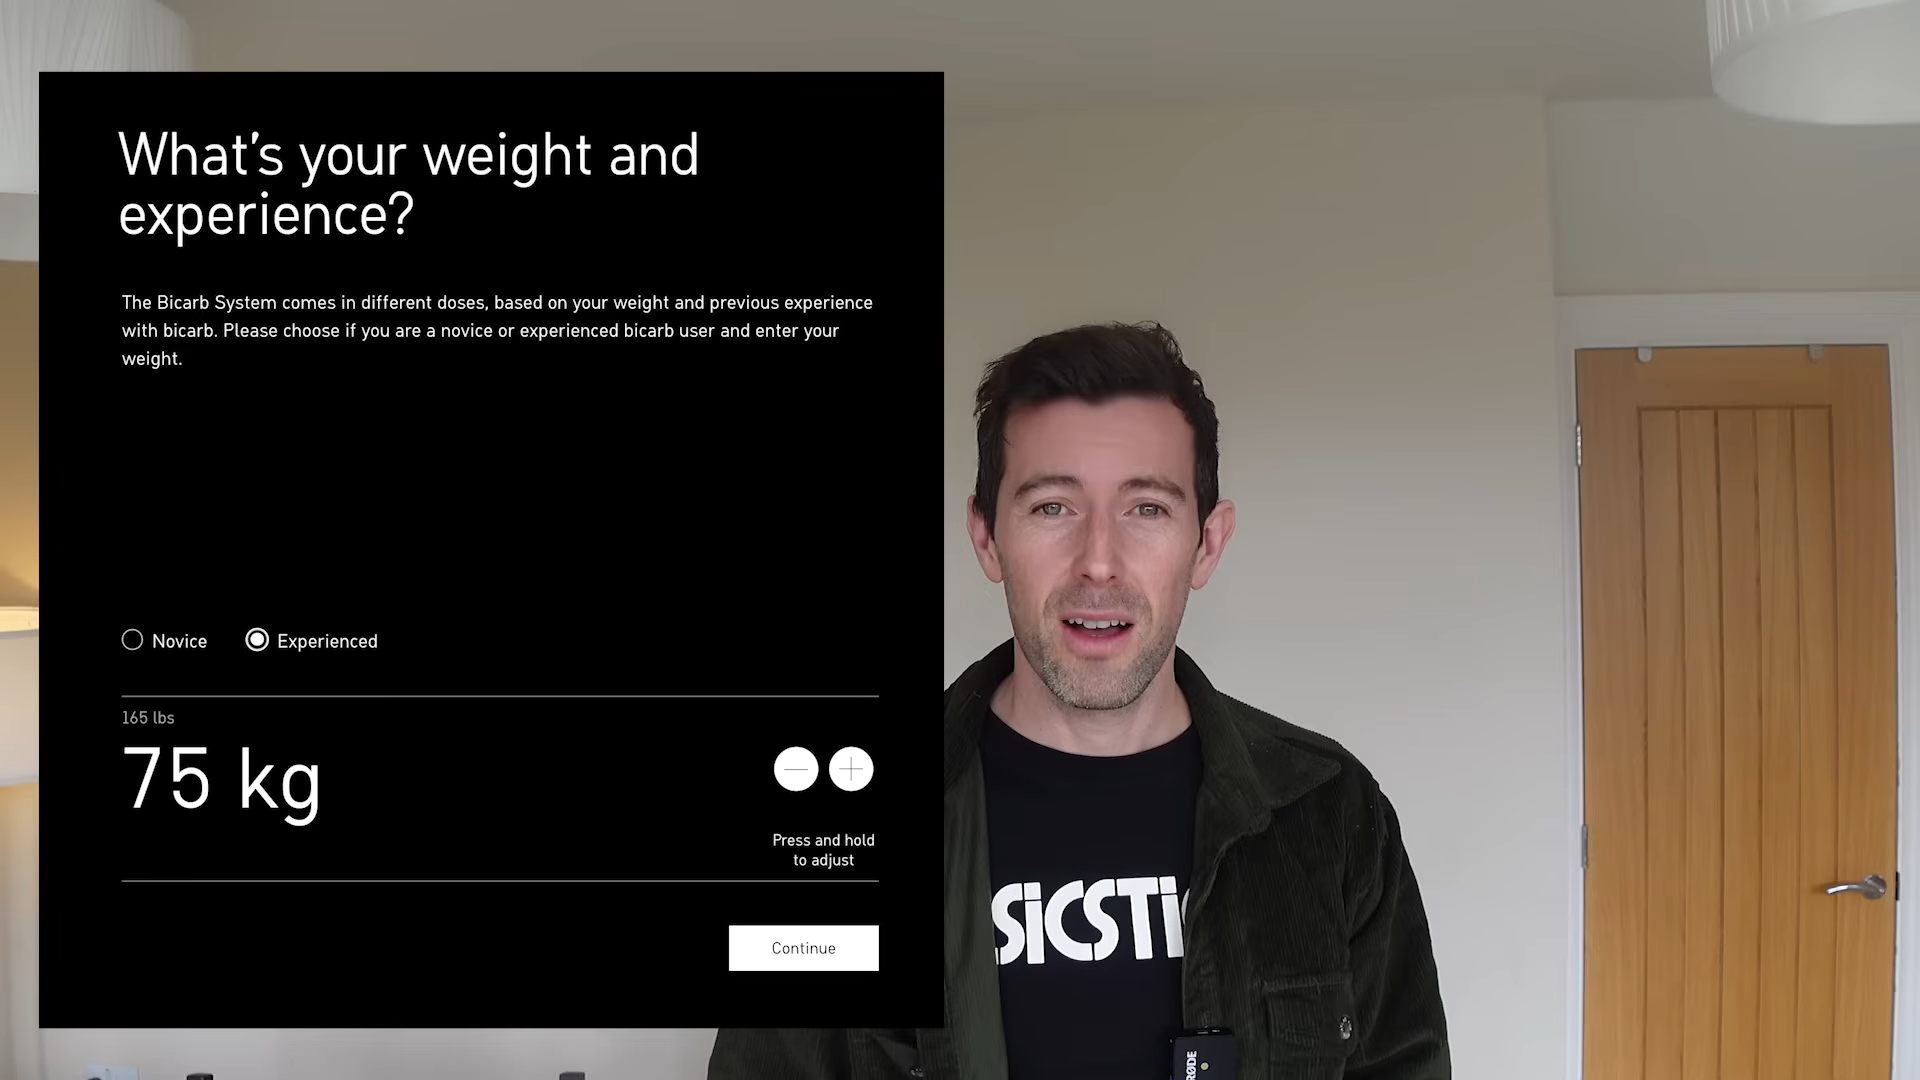 What's your weight and
experience?
The Bicarb System comes in different doses, based on your weight and previous experience
with bicarb. Please choose if you are a novice or experienced bicarb user and enter your
weight.
Novice
Experienced
165 lbs
75 kg
Press and hold
to adjust
Continue
SiCSTi
RØDE